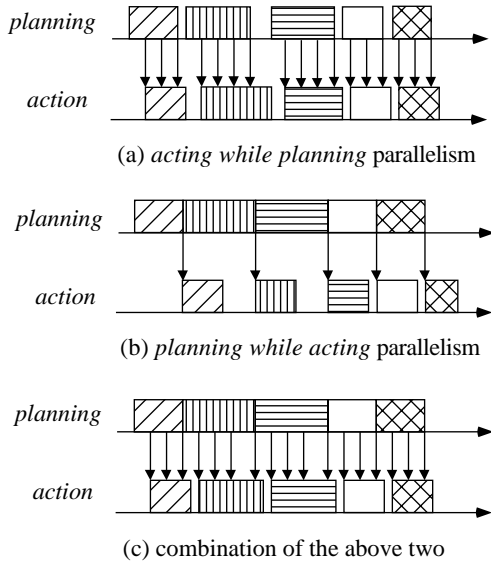 planning
action
(a) acting while planning parallelism
planning
action
(b) planning while acting parallelism
planning
action
(c) combination of the above two